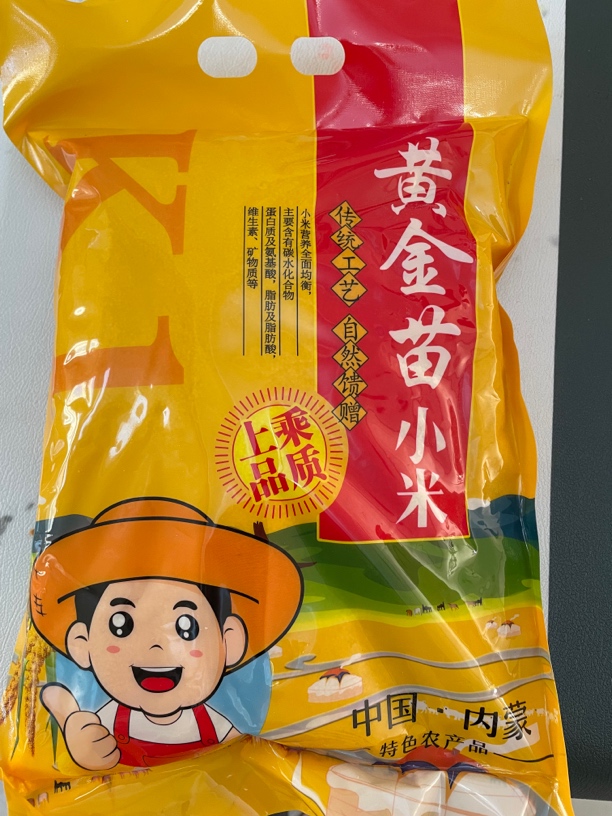 黄金苗小米
传统工艺 自然馈赠
小米营养全面均衡，
主要含有碳水化合物
蛋白质及氨基酸，脂肪及脂肪酸，
维生素、矿物质等
上乘
品质
中国·内蒙
特色农产品